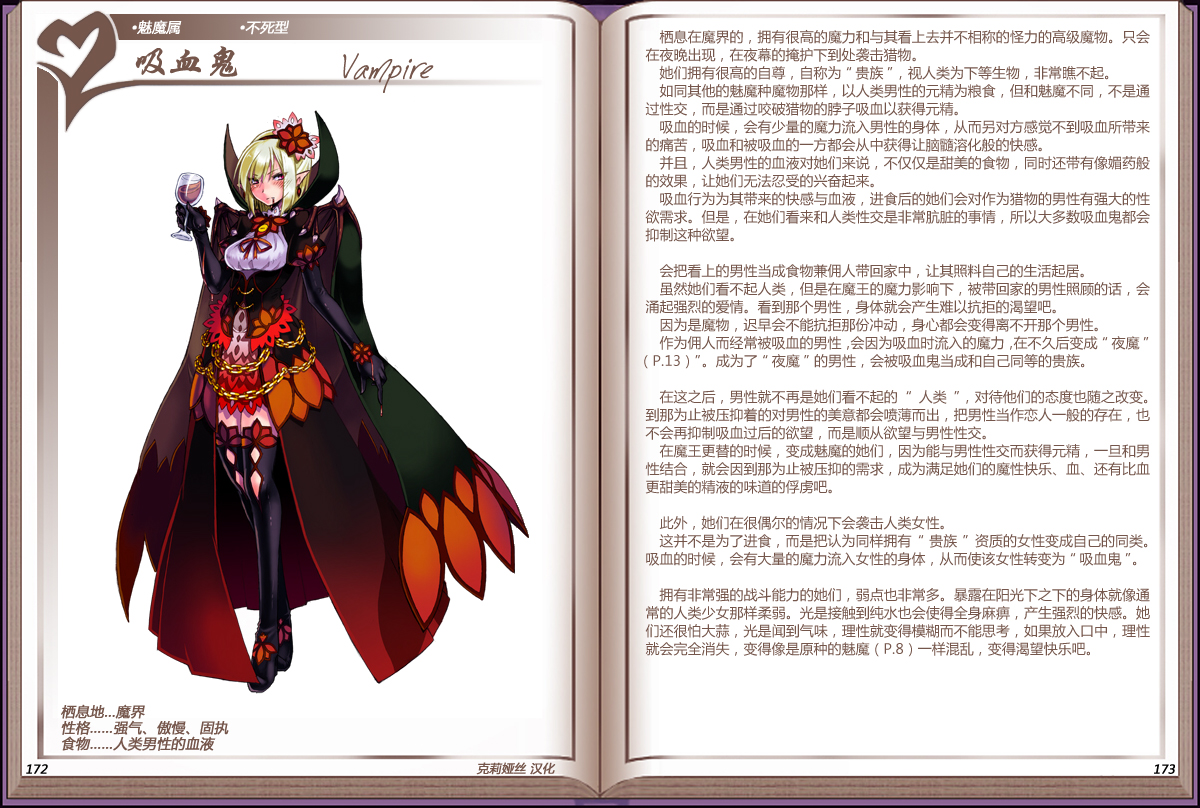 •魅魔属
•不死型
吸血鬼
Vampire
栖息地...魔界
性格......强气、傲慢、固执
食物......人类男性的血液
172
克莉娅丝 汉化
栖息在魔界的，拥有很高的魔力和与其看上去并不相称的怪力的高级魔物。只会
在夜晚出现，在夜幕的掩护下到处袭击猎物。
她们拥有很高的自尊，自称为“贵族”，视人类为下等生物，非常瞧不起。
如同其他的魅魔种魔物那样，以人类男性的元精为粮食，但和魅魔不同，不是通
过性交，而是通过咬破猎物的脖子吸血以获得元精。
吸血的时候，会有少量的魔力流入男性的身体，从而另对方感觉不到吸血所带来
的痛苦，吸血和被吸血的一方都会从中获得让脑髓溶化般的快感。
并且，人类男性的血液对她们来说，不仅仅是甜美的食物，同时还带有像媚药般
的效果，让她们无法忍受的兴奋起来。
吸血行为为其带来的快感与血液，进食后的她们会对作为猎物的男性有强大的性
欲需求。但是，在她们看来和人类性交是非常肮脏的事情，所以大多数吸血鬼都会
抑制这种欲望。
会把看上的男性当成食物兼佣人带回家中，让其照料自己的生活起居。
虽然她们看不起人类，但是在魔王的魔力影响下，被带回家的男性照顾的话，会
涌起强烈的爱情。看到那个男性，身体就会产生难以抗拒的渴望吧。
因为是魔物，迟早会不能抗拒那份冲动，身心都会变得离不开那个男性。
作为佣人而经常被吸血的男性，会因为吸血时流入的魔力，在不久后变成“夜魔”
（P.13）”。成为了“夜魔”的男性，会被吸血鬼当成和自己同等的贵族。
在这之后，男性就不再是她们看不起的“ 人类 ”，对待他们的态度也随之改变。
到那为止被压抑着的对男性的美意都会喷薄而出，把男性当作恋人一般的存在，也
不会再抑制吸血过后的欲望，而是顺从欲望与男性性交。
在魔王更替的时候，变成魅魔的她们，因为能与男性性交而获得元精，一旦和男
性结合，就会因到那为止被压抑的需求，成为满足她们的魔性快乐、血、还有比血
更甜美的精液的味道的俘虏吧。
此外，她们在很偶尔的情况下会袭击人类女性。
这并不是为了进食，而是把认为同样拥有“ 贵族 ”资质的女性变成自己的同类。
吸血的时候，会有大量的魔力流入女性的身体，从而使该女性转变为“吸血鬼”。
拥有非常强的战斗能力的她们，弱点也非常多。暴露在阳光下之下的身体就像通
常的人类少女那样柔弱。光是接触到纯水也会使得全身麻痹，产生强烈的快感。她
们还很怕大蒜，光是闻到气味，理性就变得模糊而不能思考，如果放入口中，理性
就会完全消失，变得像是原种的魅魔（P.8）一样混乱，变得渴望快乐吧。
173